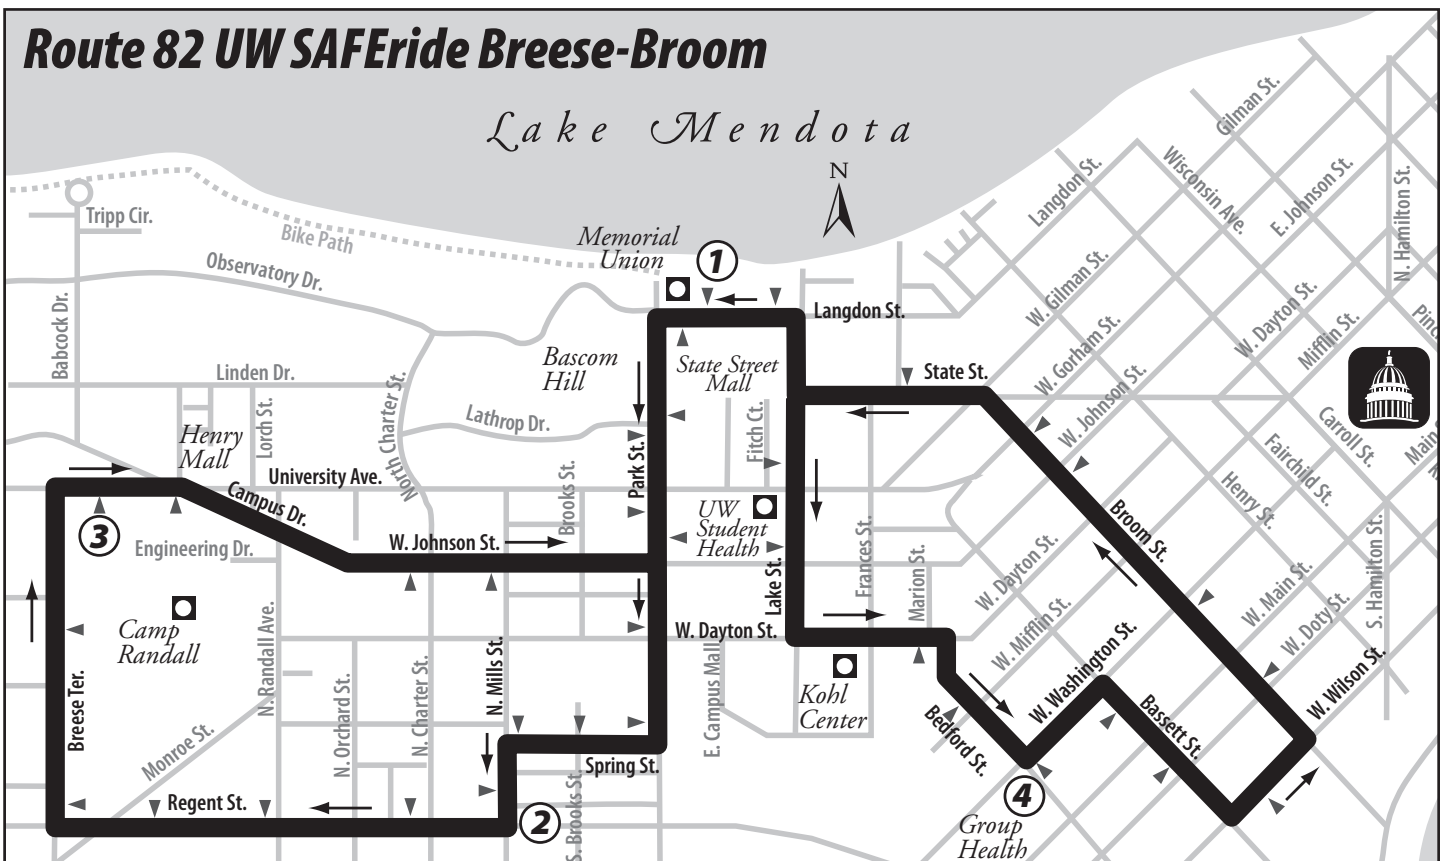 Route 82 UW SAFEride Breese-Broom
Lake Mendota
N
Gilman St.
Langdon St.
Wisconsin Ave.
E. Johnson St.
N. Hamilton St.
Tripp Cir.
Bike Path
Memorial
Union
1
Observatory Dr.
W. Gilman St.
W. Dayton St.
Mifflin St.
Babcock Dr.
Langdon St.
W. Gorham St.
Bascom
Hill
State Street
Mall
State St.
W. Johnson St.
Linden Dr.
Lorch St.
North Charter St.
Lathrop Dr.
Fitch Ct.
Carroll St.
Henry
Mall
Fairchild St.
Park St.
University Ave.
Campus Dr.
Brooks St.
UW
Student
Health
Henry St.
3
Engineering Dr.
W. Johnson St.
Lake St.
Frances St.
Marion St.
W. Dayton St.
Broom St.
S. Hamilton St.
W. Main St.
Camp
Randall
N. Randall Ave.
W. Dayton St.
W. Mifflin St.
W. Doty St.
Breese Ter.
N. Orchard St.
N. Charter St.
N. Mills St.
E. Campus Mall
Kohl
Center
W. Washington St.
W. Wilson St.
Monroe St.
Bedford St.
Bassett St.
Spring St.
Regent St.
2
S. Brooks St.
4
Group
Health